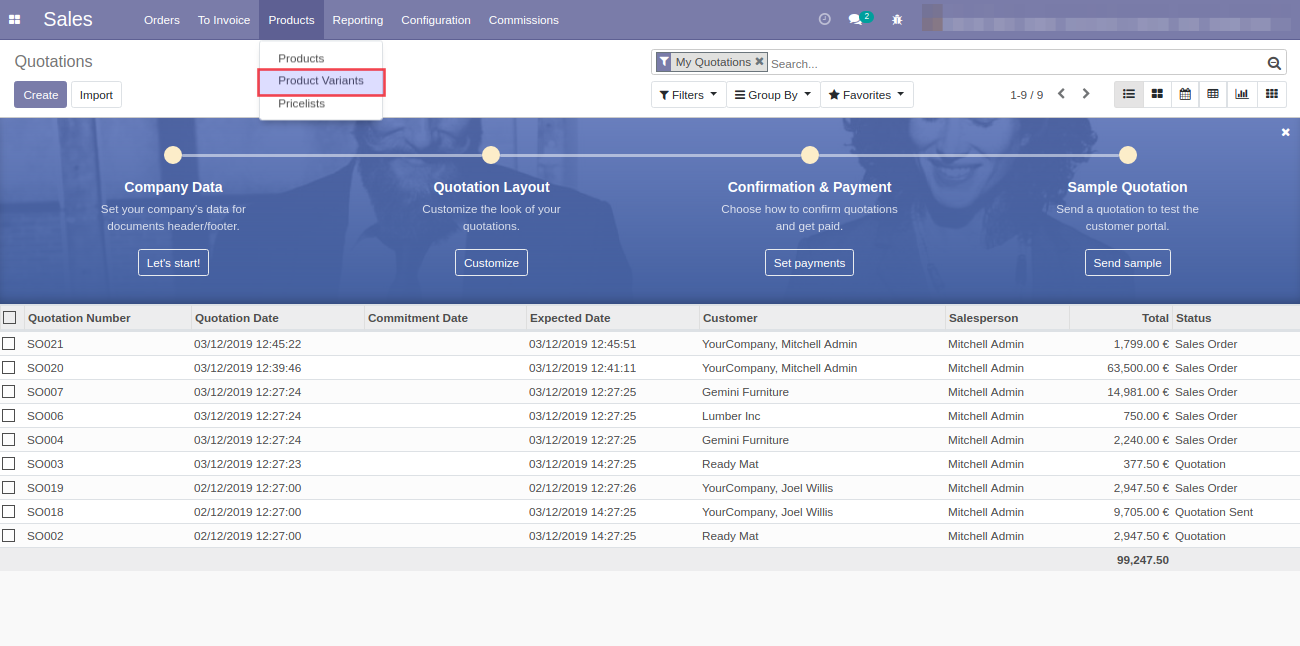 Sales Orders To Invoice Products Reporting Configuration Commissions 2
Products
Product Variants
Pricelists
Quotations
My Quotations Search...
Create Import
Filters Group By Favorites 1-9 / 9
Company Data
Set your company's data for
documents header/footer.
Let's start!
Quotation Layout
Customize the look of your
quotations.
Customize
Confirmation & Payment
Choose how to confirm quotations
and get paid.
Set payments
Sample Quotation
Send a quotation to test the
customer portal.
Send sample
Quotation Number Quotation Date Commitment Date Expected Date Customer Salesperson Total Status
SO021 03/12/2019 12:45:22 03/12/2019 12:45:51 YourCompany, Mitchell Admin Mitchell Admin 1,799.00 € Sales Order
SO020 03/12/2019 12:39:46 03/12/2019 12:41:11 YourCompany, Mitchell Admin Mitchell Admin 63,500.00 € Sales Order
SO007 03/12/2019 12:27:24 03/12/2019 12:27:25 Gemini Furniture Mitchell Admin 14,981.00 € Sales Order
SO006 03/12/2019 12:27:24 03/12/2019 12:27:25 Lumber Inc Mitchell Admin 750.00 € Sales Order
SO004 03/12/2019 12:27:24 03/12/2019 12:27:25 Gemini Furniture Mitchell Admin 2,240.00 € Sales Order
SO003 03/12/2019 12:27:23 03/12/2019 14:27:25 Ready Mat Mitchell Admin 377.50 € Quotation
SO019 02/12/2019 12:27:00 02/12/2019 12:27:26 YourCompany, Joel Willis Mitchell Admin 2,947.50 € Sales Order
SO018 02/12/2019 12:27:00 03/12/2019 14:27:25 YourCompany, Joel Willis Mitchell Admin 9,705.00 € Quotation Sent
SO002 02/12/2019 12:27:00 03/12/2019 14:27:25 Ready Mat Mitchell Admin 2,947.50 € Quotation
99,247.50